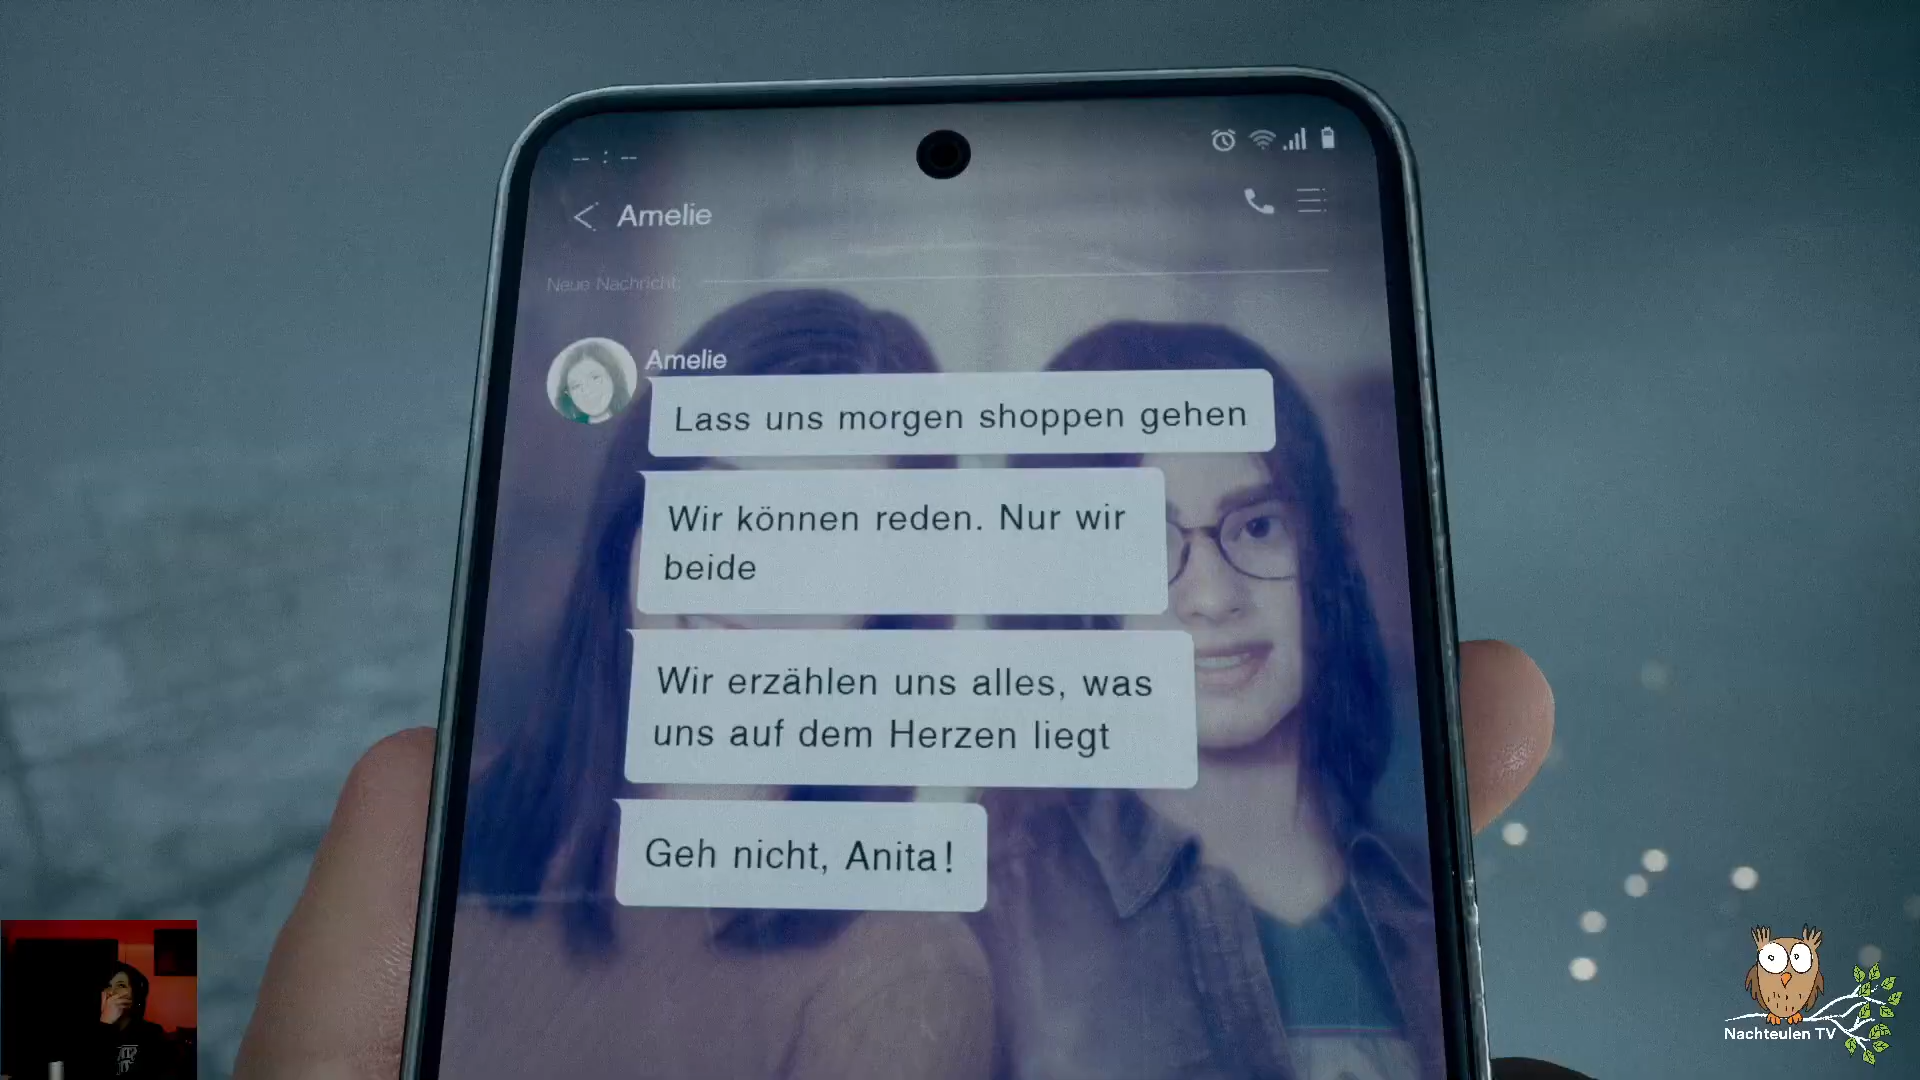 -- : --
Amelie
Neue Nachricht:
Amelie
Lass uns morgen shoppen gehen
Wir können reden. Nur wir
beide
Wir erzählen uns alles, was
uns auf dem Herzen liegt
Geh nicht, Anita!
Nachteulen TV